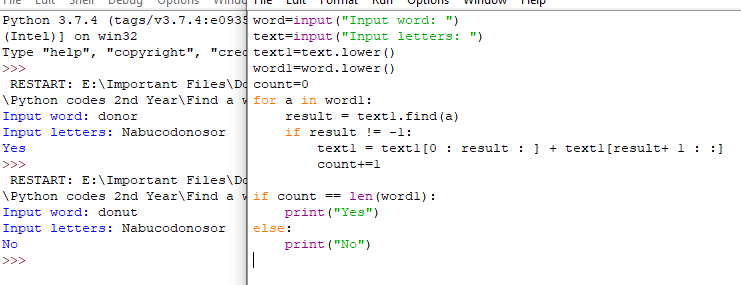 File Edit Shell Debug Options Window
Python 3.7.4 (tags/v3.7.4:e0935
(Intel)] on win32
Type "help", "copyright", "cred
>>>
 RESTART: E:\Important Files\Do
\Python codes 2nd Year\Find a w
Input word: donor
Input letters: Nabucodonosor
Yes
>>>
 RESTART: E:\Important Files\Do
\Python codes 2nd Year\Find a w
Input word: donut
Input letters: Nabucodonosor
No
>>>
File Edit Format Run Options Window Help
word=input("Input word: ")
text=input("Input letters: ")
text1=text.lower()
word1=word.lower()
count=0
for a in word1:
    result = text1.find(a)
    if result != -1:
        text1 = text1[0 : result : ] + text1[result+ 1 : :]
        count+=1

if count == len(word1):
    print("Yes")
else:
    print("No")